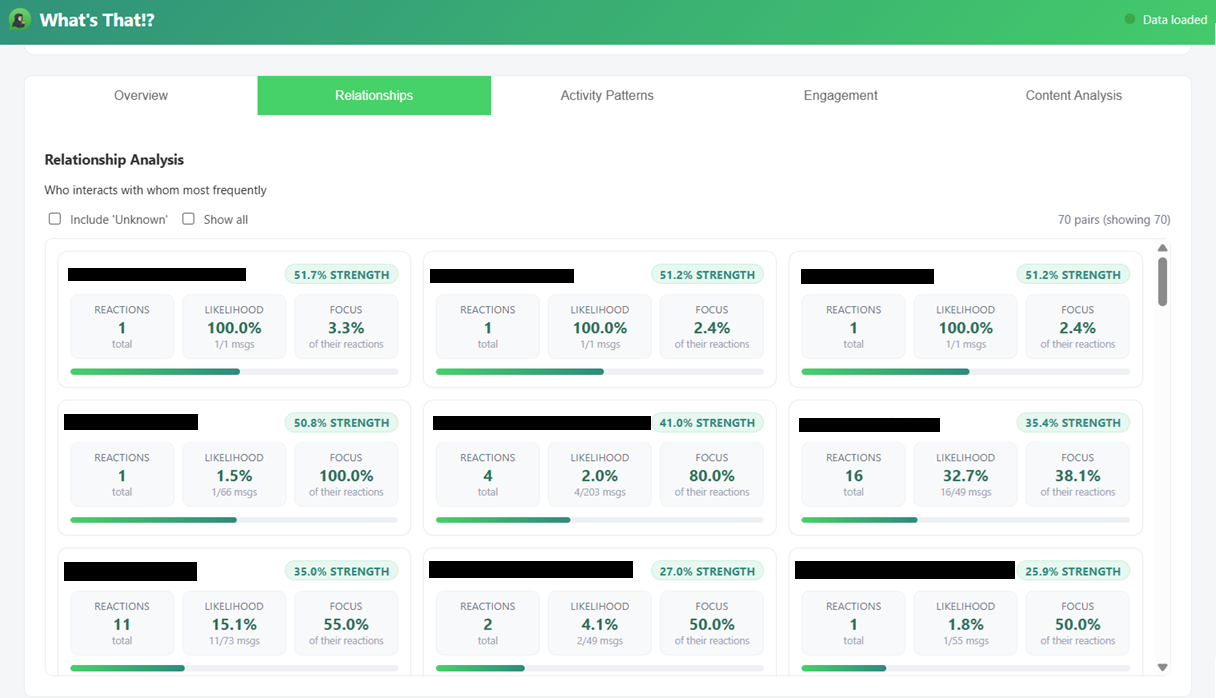 What's That!?
Data loaded
Overview
Relationships
Activity Patterns
Engagement
Content Analysis
Relationship Analysis
Who interacts with whom most frequently
Include 'Unknown'
Show all
70 pairs (showing 70)
51.7% STRENGTH
REACTIONS
1
total
LIKELIHOOD
100.0%
1/1 msgs
FOCUS
3.3%
of their reactions
51.2% STRENGTH
REACTIONS
1
total
LIKELIHOOD
100.0%
1/1 msgs
FOCUS
2.4%
of their reactions
51.2% STRENGTH
REACTIONS
1
total
LIKELIHOOD
100.0%
1/1 msgs
FOCUS
2.4%
of their reactions
50.8% STRENGTH
REACTIONS
1
total
LIKELIHOOD
1.5%
1/66 msgs
FOCUS
100.0%
of their reactions
41.0% STRENGTH
REACTIONS
4
total
LIKELIHOOD
2.0%
4/203 msgs
FOCUS
80.0%
of their reactions
35.4% STRENGTH
REACTIONS
16
total
LIKELIHOOD
32.7%
16/49 msgs
FOCUS
38.1%
of their reactions
35.0% STRENGTH
REACTIONS
11
total
LIKELIHOOD
15.1%
11/73 msgs
FOCUS
55.0%
of their reactions
27.0% STRENGTH
REACTIONS
2
total
LIKELIHOOD
4.1%
2/49 msgs
FOCUS
50.0%
of their reactions
25.9% STRENGTH
REACTIONS
1
total
LIKELIHOOD
1.8%
1/55 msgs
FOCUS
50.0%
of their reactions